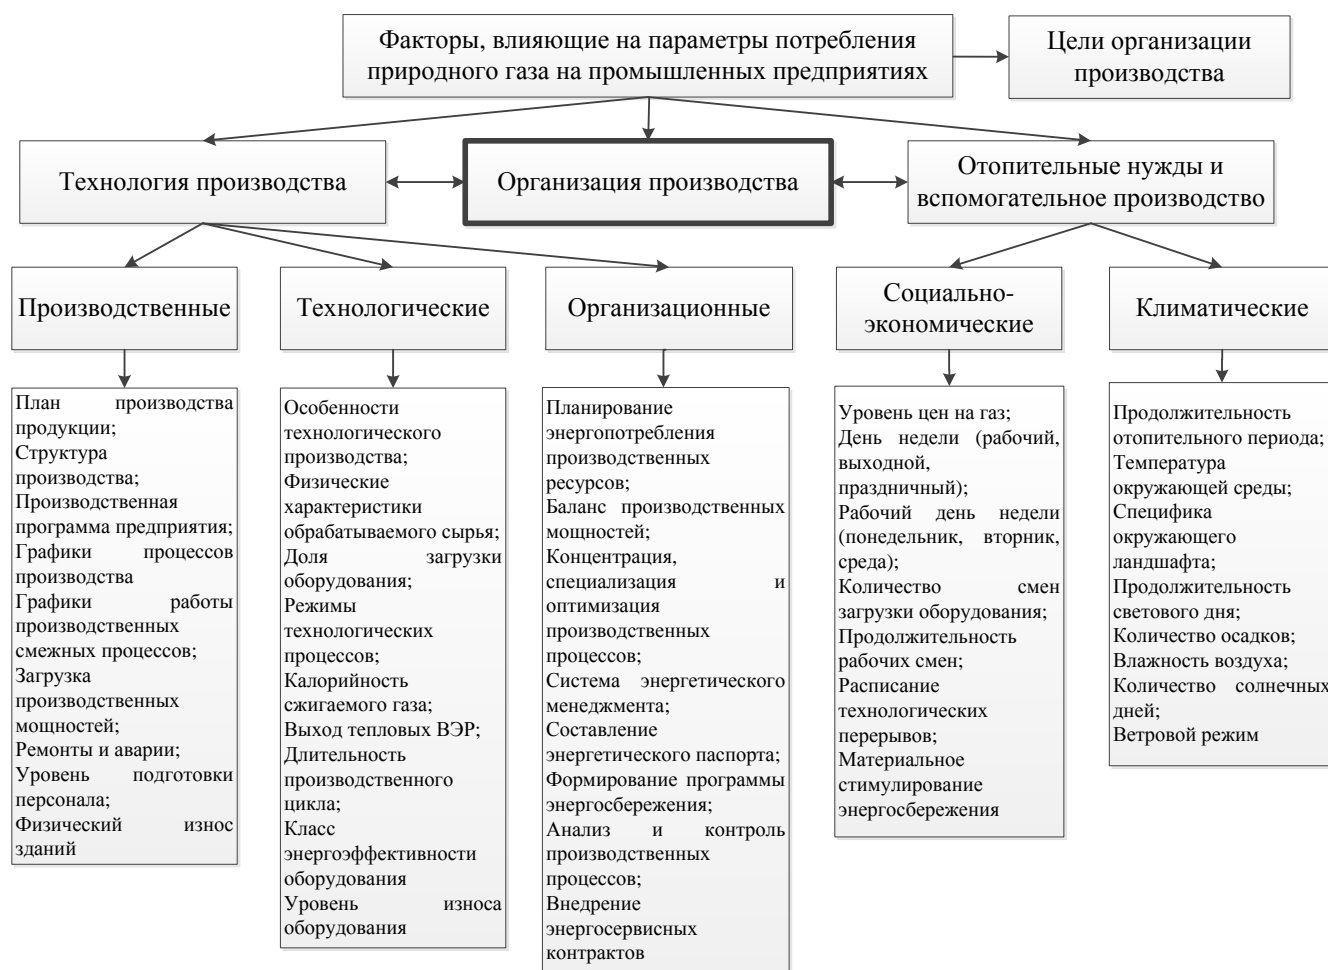 Факторы, влияющие на параметры потребления
природного газа на промышленных предприятиях
Цели организации
производства
Технология производства
Организация производства
Отопительные нужды и
вспомогательное производство
Производственные
Технологические
Организационные
Социально-
экономические
Климатические
План производства
продукции;
Структура
производства;
Производственная
программа предприятия;
Графики процессов
производства
Графики работы
производственных
смежных процессов;
Загрузка
производственных
мощностей;
Ремонты и аварии;
Уровень подготовки
персонала;
Физический износ
зданий
Особенности
технологического
производства;
Физические
характеристики
обрабатываемого сырья;
Доля загрузки
оборудования;
Режимы
технологических
процессов;
Калорийность
сжигаемого газа;
Выход тепловых ВЭР;
Длительность
производственного
цикла;
Класс
энергоэффективности
оборудования
Уровень износа
оборудования
Планирование
энергопотребления
производственных
ресурсов;
Баланс производственных
мощностей;
Концентрация,
специализация и
оптимизация
производственных
процессов;
Система энергетического
менеджмента;
Составление
энергетического паспорта;
Формирование программы
энергосбережения;
Анализ и контроль
производственных
процессов;
Внедрение
энергосервисных
контрактов
Уровень цен на газ;
День недели (рабочий,
выходной,
праздничный);
Рабочий день недели
(понедельник, вторник,
среда);
Количество смен
загрузки оборудования;
Продолжительность
рабочих смен;
Расписание
технологических
перерывов;
Материальное
стимулирование
энергосбережения
Продолжительность
отопительного периода;
Температура
окружающей среды;
Специфика
окружающего
ландшафта;
Продолжительность
светового дня;
Количество осадков;
Влажность воздуха;
Количество солнечных
дней;
Ветровой режим